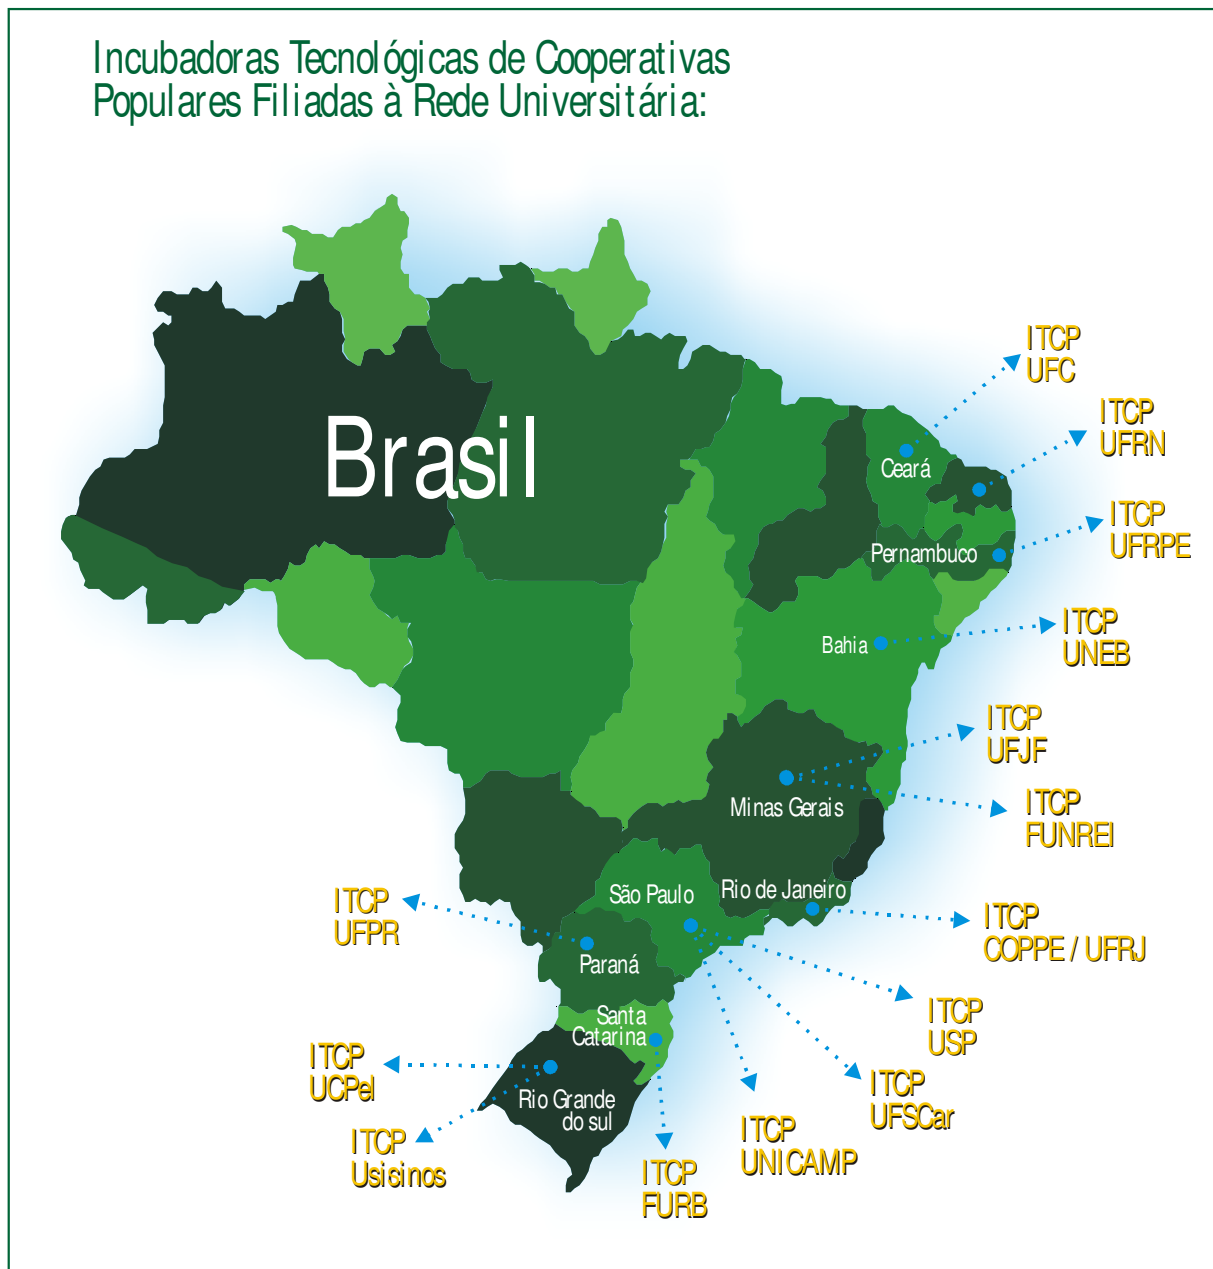 Incubadoras Tecnológicas de Cooperativas
Populares Filiadas à Rede Universitária:
Brasil
ITCP
UFC
ITCP
UFRN
Ceará
ITCP
UFRPE
Pernambuco
ITCP
UNEB
Bahia
ITCP
UFJF
ITCP
FUNREI
Minas Gerais
Rio de Janeiro
São Paulo
ITCP
UFPR
ITCP
COPPE / UFRJ
Paraná
ITCP
USP
Santa
Catarina
ITCP
UCPel
ITCP
UFSCar
Rio Grande
do sul
ITCP
UNICAMP
ITCP
Usisinos
ITCP
FURB